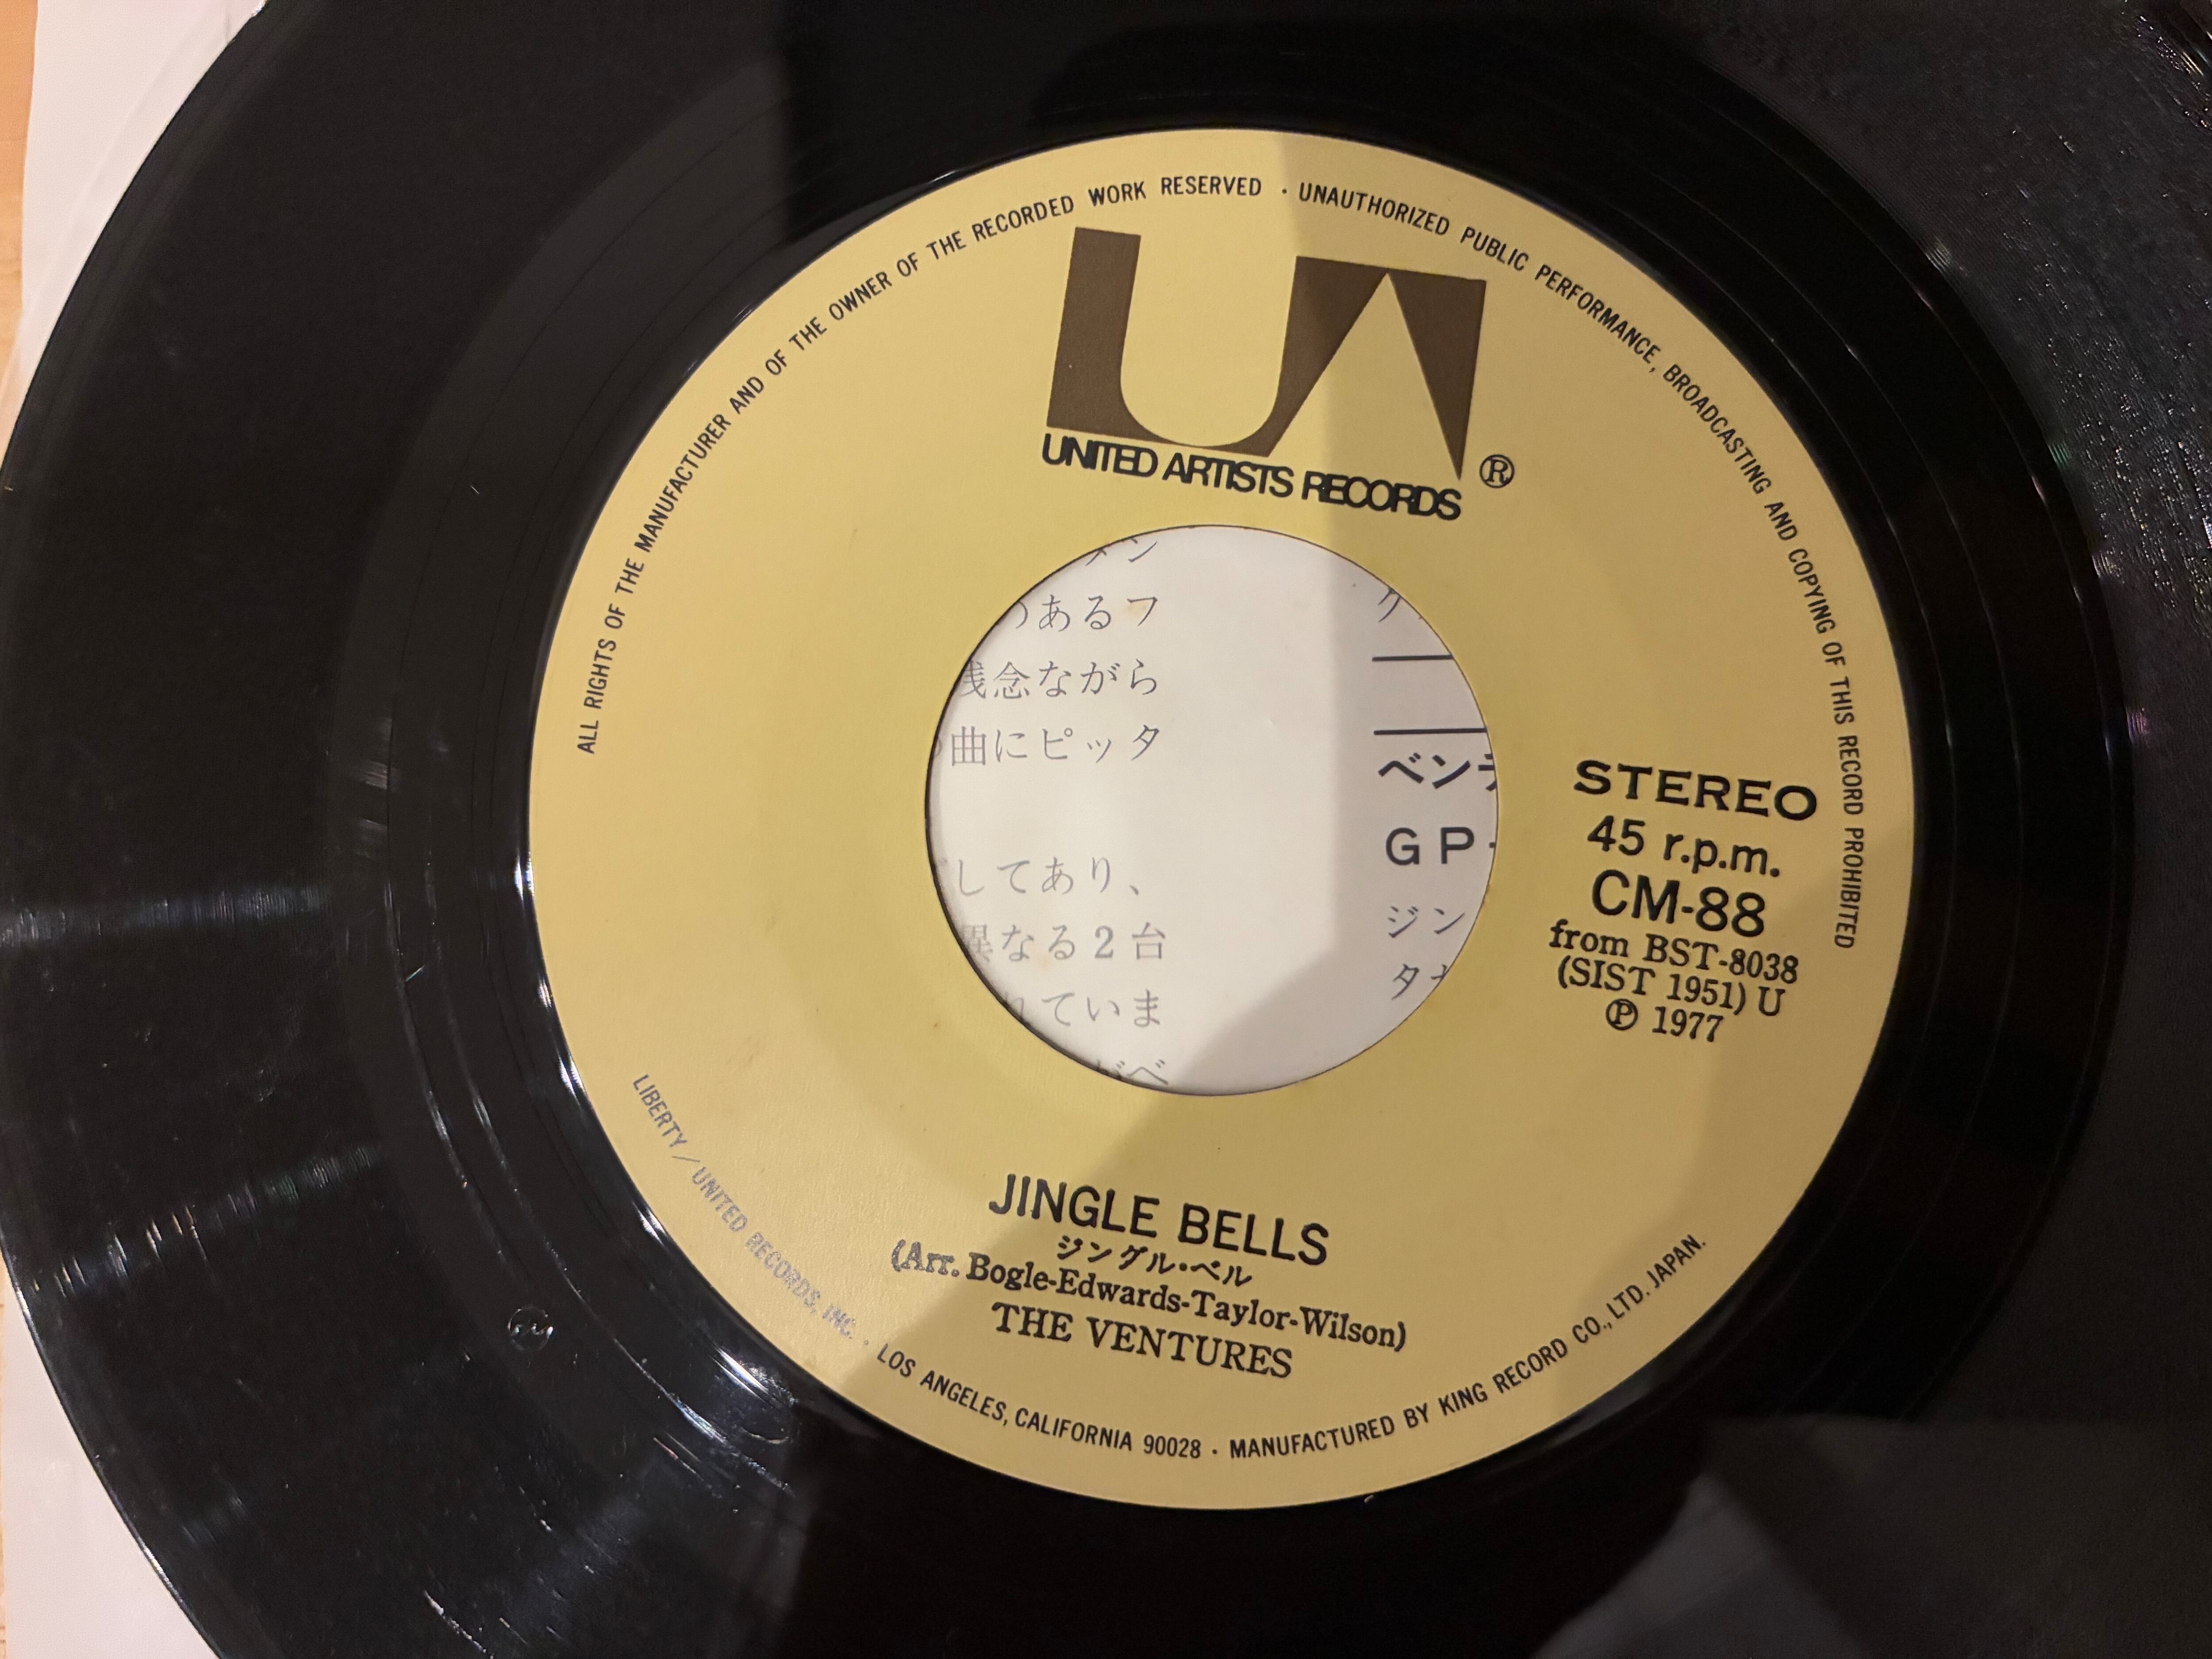 ALL RIGHTS OF THE MANUFACTURER AND OF THE OWNER OF THE RECORDED WORK RESERVED · UNAUTHORIZED PUBLIC PERFORMANCE, BROADCASTING AND COPYING OF THIS RECORD PROHIBITED
UA
UNITED ARTISTS RECORDS ®
あるフ
念ながら
曲にピッタ
してあり、
なる2台
ていま
ベン
GP
ジン
STEREO
45 r.p.m.
CM-88
from BST-8038
(SIST 1951) U
Ⓟ 1977
JINGLE BELLS
ジングル・ベル
(Arr. Bogle-Edwards-Taylor-Wilson)
THE VENTURES
LIBERTY / UNITED RECORDS, INC. · LOS ANGELES, CALIFORNIA 90028 · MANUFACTURED BY KING RECORD CO., LTD. JAPAN.